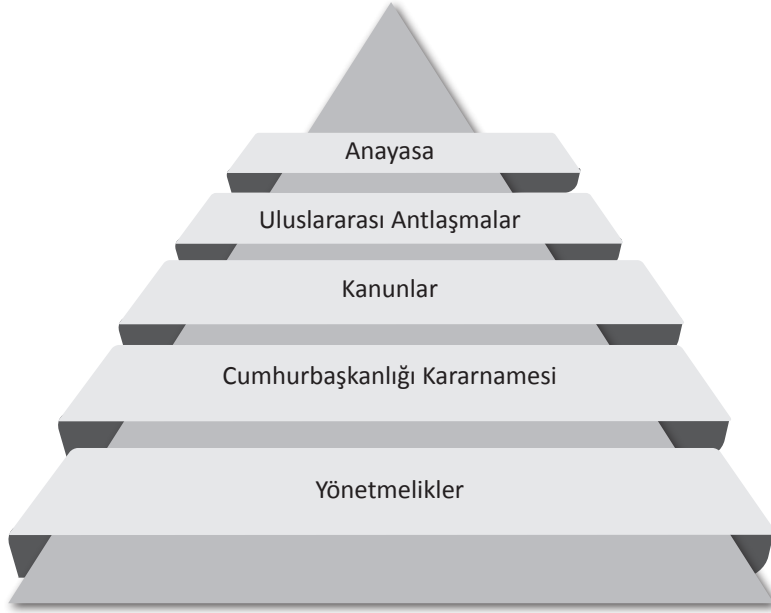 Anayasa
Uluslararası Antlaşmalar
Kanunlar
Cumhurbaşkanlığı Kararnamesi
Yönetmelikler